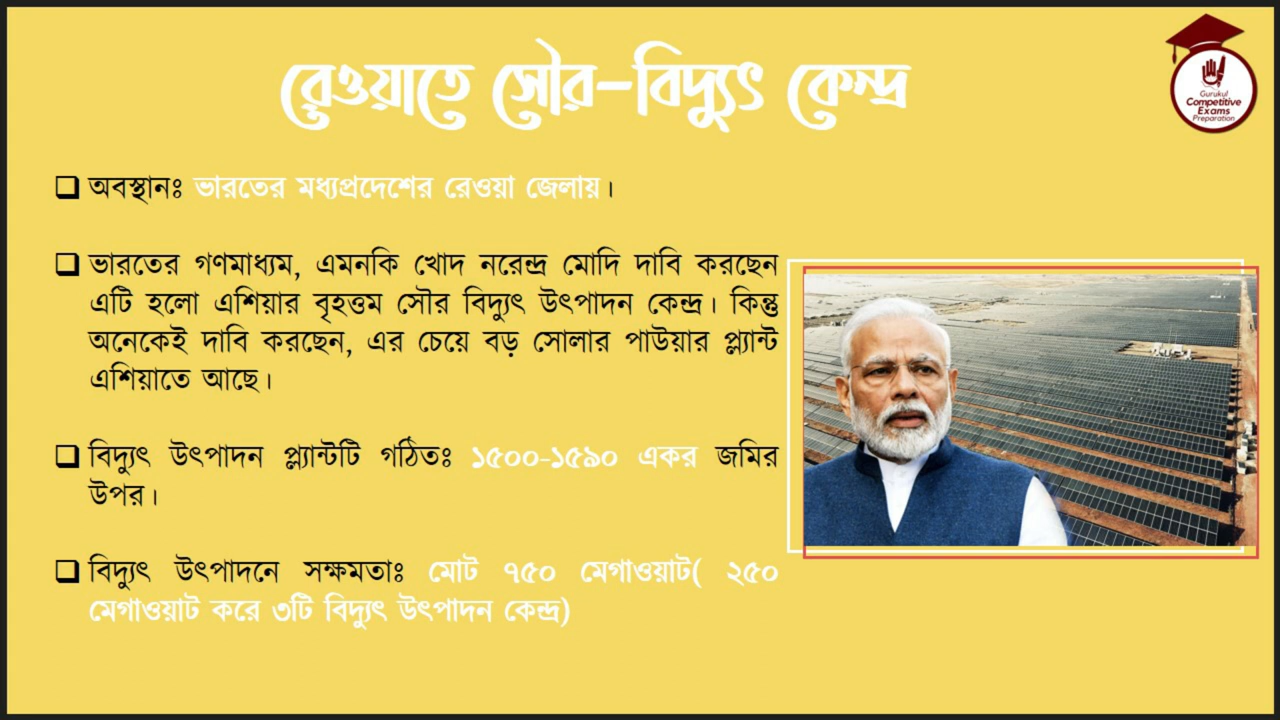 রেওয়াতে সৌর-বিদ্যুৎ কেন্দ্র
Gurukul
Competitive
Exams
Preparation
❑ অবস্থানঃ ভারতের মধ্যপ্রদেশের রেওয়া জেলায়।
❑ ভারতের গণমাধ্যম, এমনকি খোদ নরেন্দ্র মোদি দাবি করছেন
এটি হলো এশিয়ার বৃহত্তম সৌর বিদ্যুৎ উৎপাদন কেন্দ্র। কিন্তু
অনেকেই দাবি করছেন, এর চেয়ে বড় সোলার পাউয়ার প্ল্যান্ট
এশিয়াতে আছে।
❑ বিদ্যুৎ উৎপাদন প্ল্যান্টটি গঠিতঃ ১৫০০-১৫৯০ একর জমির
উপর।
❑ বিদ্যুৎ উৎপাদনে সক্ষমতাঃ মোট ৭৫০ মেগাওয়াট( ২৫০
মেগাওয়াট করে ৩টি বিদ্যুৎ উৎপাদন কেন্দ্র)